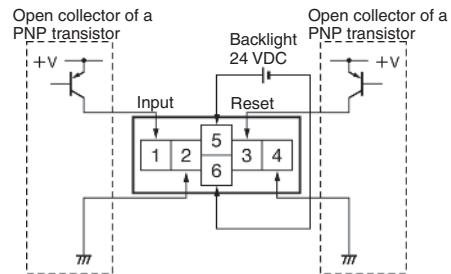 Open collector of a
PNP transistor
Open collector of a
PNP transistor
Backlight
24 VDC
+V
+V
Input
Reset
1
2
5
6
3
4